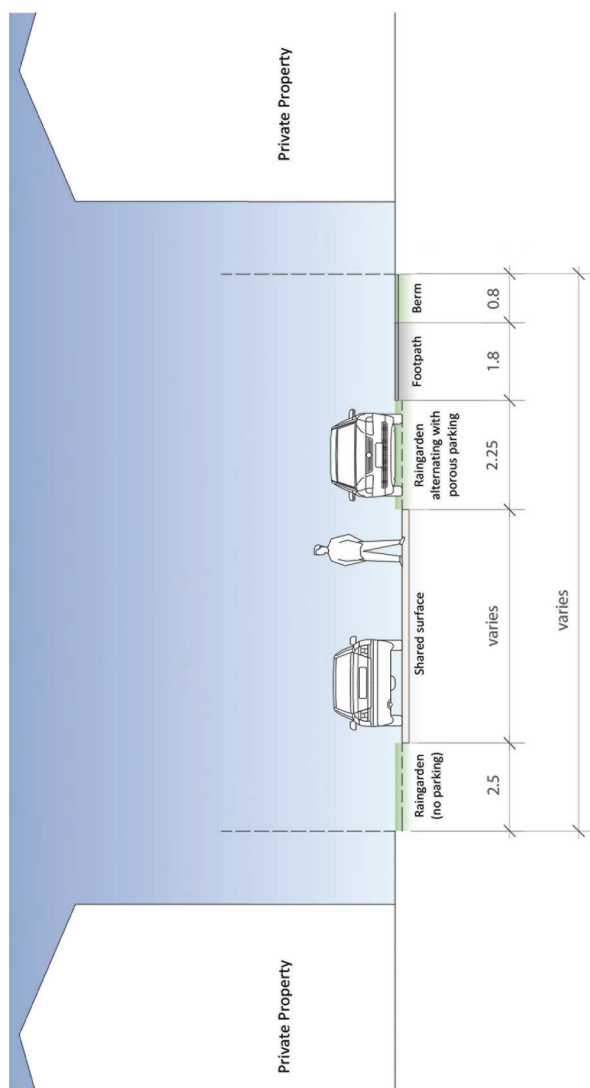 Private Property
Private Property
Raingarden
(no parking)
Shared surface
Raingarden
alternating with
porous parking
Footpath
Berm
2.5
varies
2.25
1.8
0.8
varies